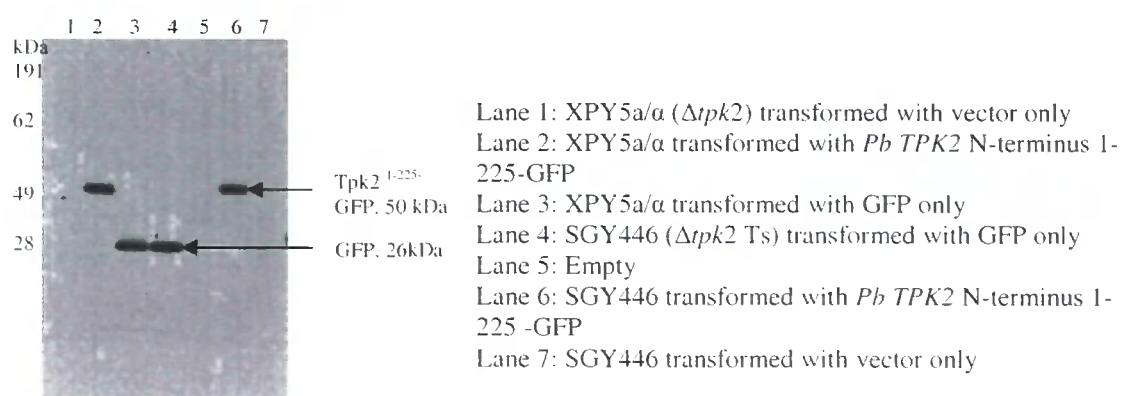 1 2 3 4 5 6 7
kDa
191
62
49
28
Tpk2 1-225-
GFP. 50 kDa
GFP. 26kDa
Lane 1: XPY5a/α (Δtpk2) transformed with vector only
Lane 2: XPY5a/α transformed with Pb TPK2 N-terminus 1-
225-GFP
Lane 3: XPY5a/α transformed with GFP only
Lane 4: SGY446 (Δtpk2 Ts) transformed with GFP only
Lane 5: Empty
Lane 6: SGY446 transformed with Pb TPK2 N-terminus 1-
225 -GFP
Lane 7: SGY446 transformed with vector only